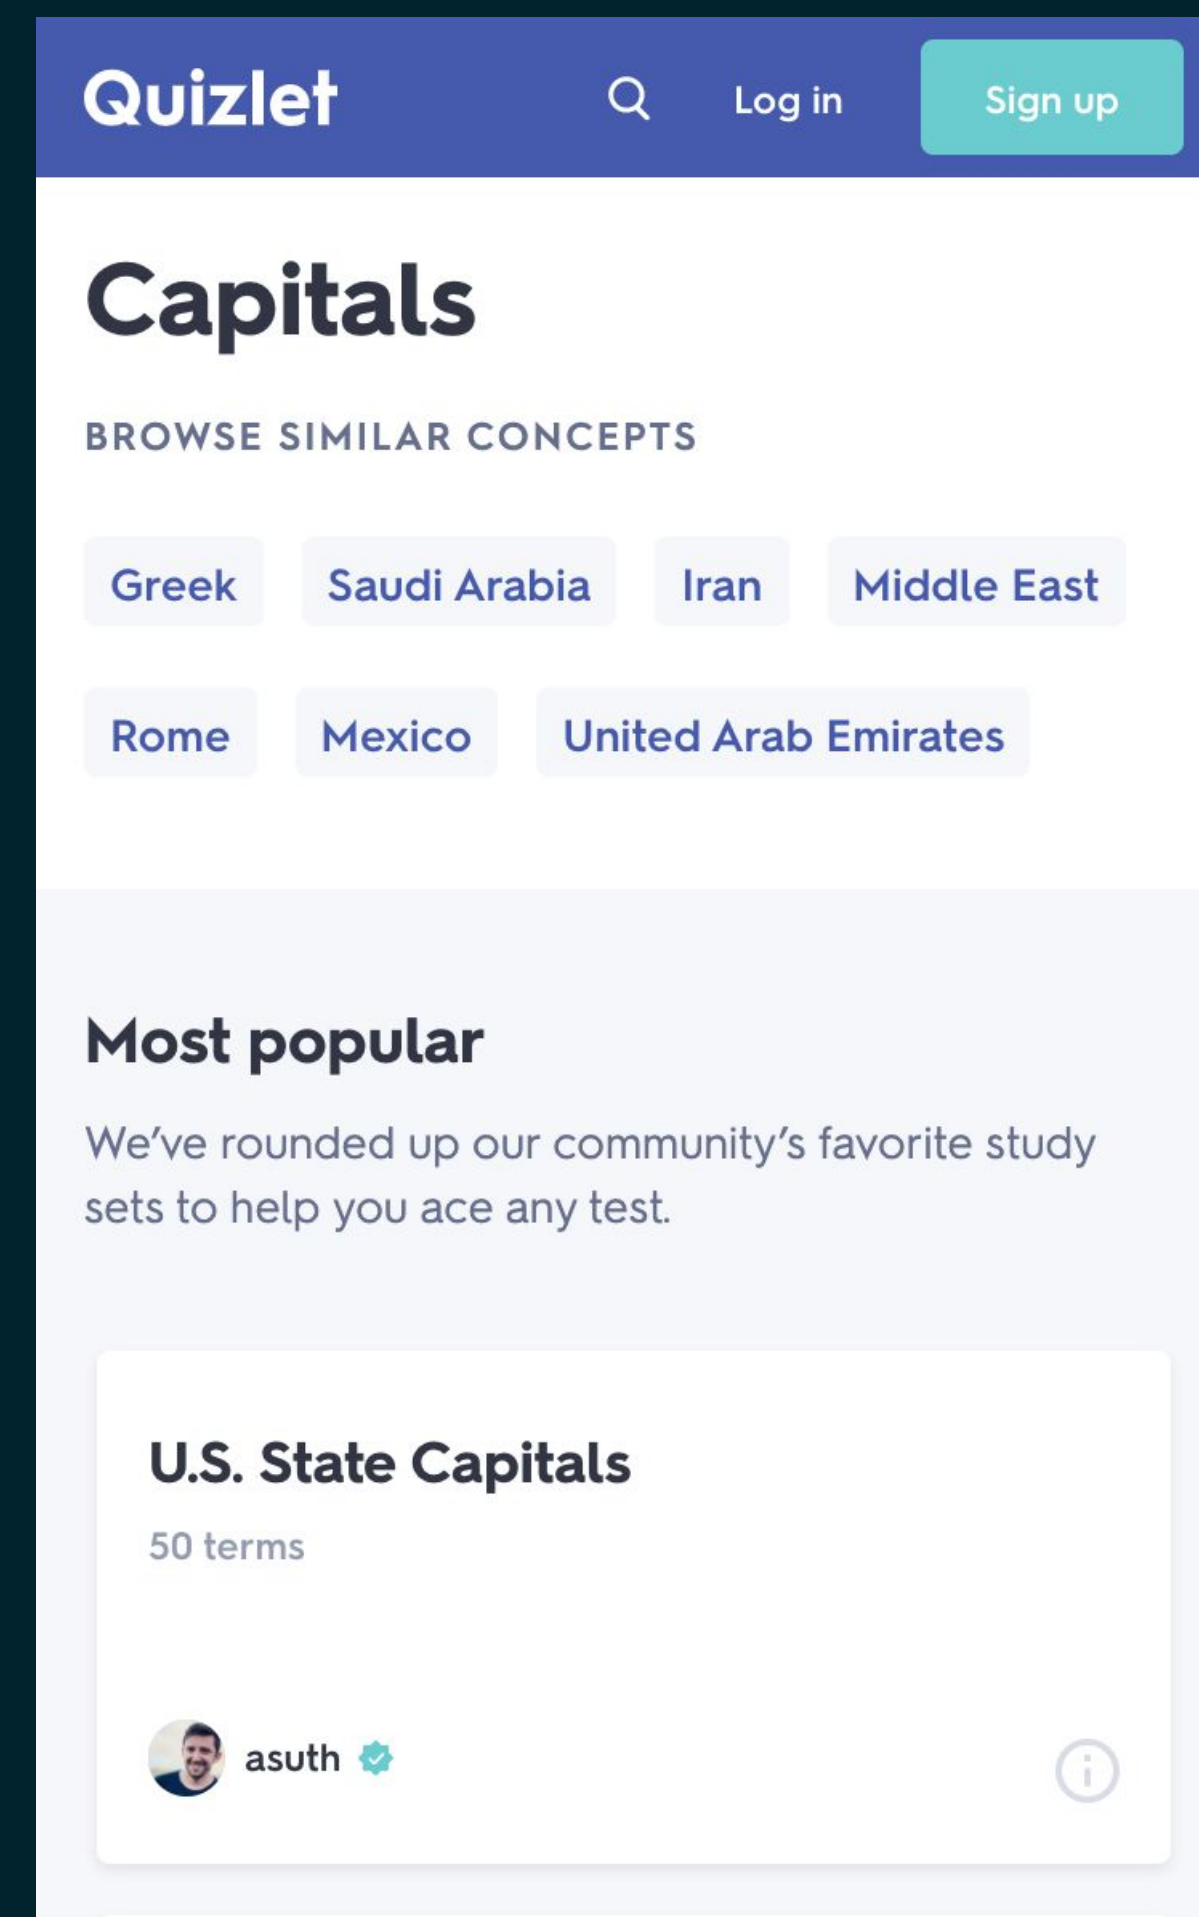 Quizlet
Log in
Sign up
Capitals
BROWSE SIMILAR CONCEPTS
Greek
Saudi Arabia
Iran
Middle East
Rome
Mexico
United Arab Emirates
Most popular
We've rounded up our community's favorite study
sets to help you ace any test.
U.S. State Capitals
50 terms
asuth